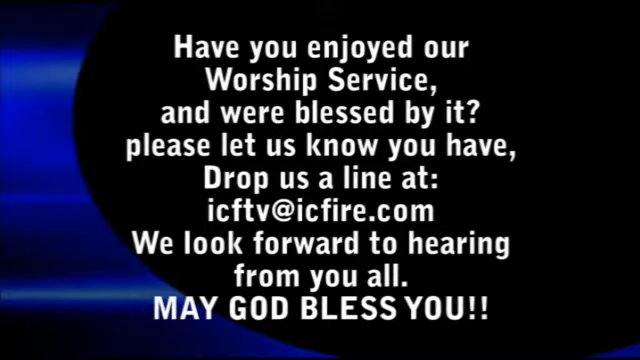 Have you enjoyed our
Worship Service,
and were blessed by it?
please let us know you have,
Drop us a line at:
icftv@icfire.com
We look forward to hearing
from you all.
MAY GOD BLESS YOU!!